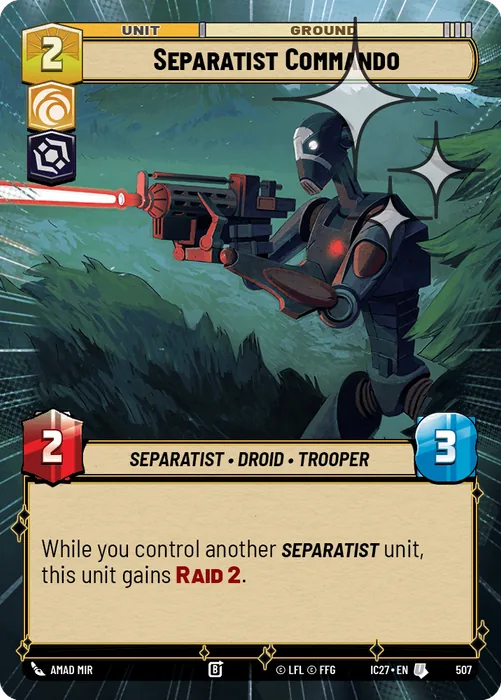 UNIT
GROUND
2
SEPARATIST COMMANDO
2
SEPARATIST • DROID • TROOPER
3
While you control another SEPARATIST unit,
this unit gains RAID 2.
AMAD MIR
B
© LFL © FFG
IC27 • EN
U
507